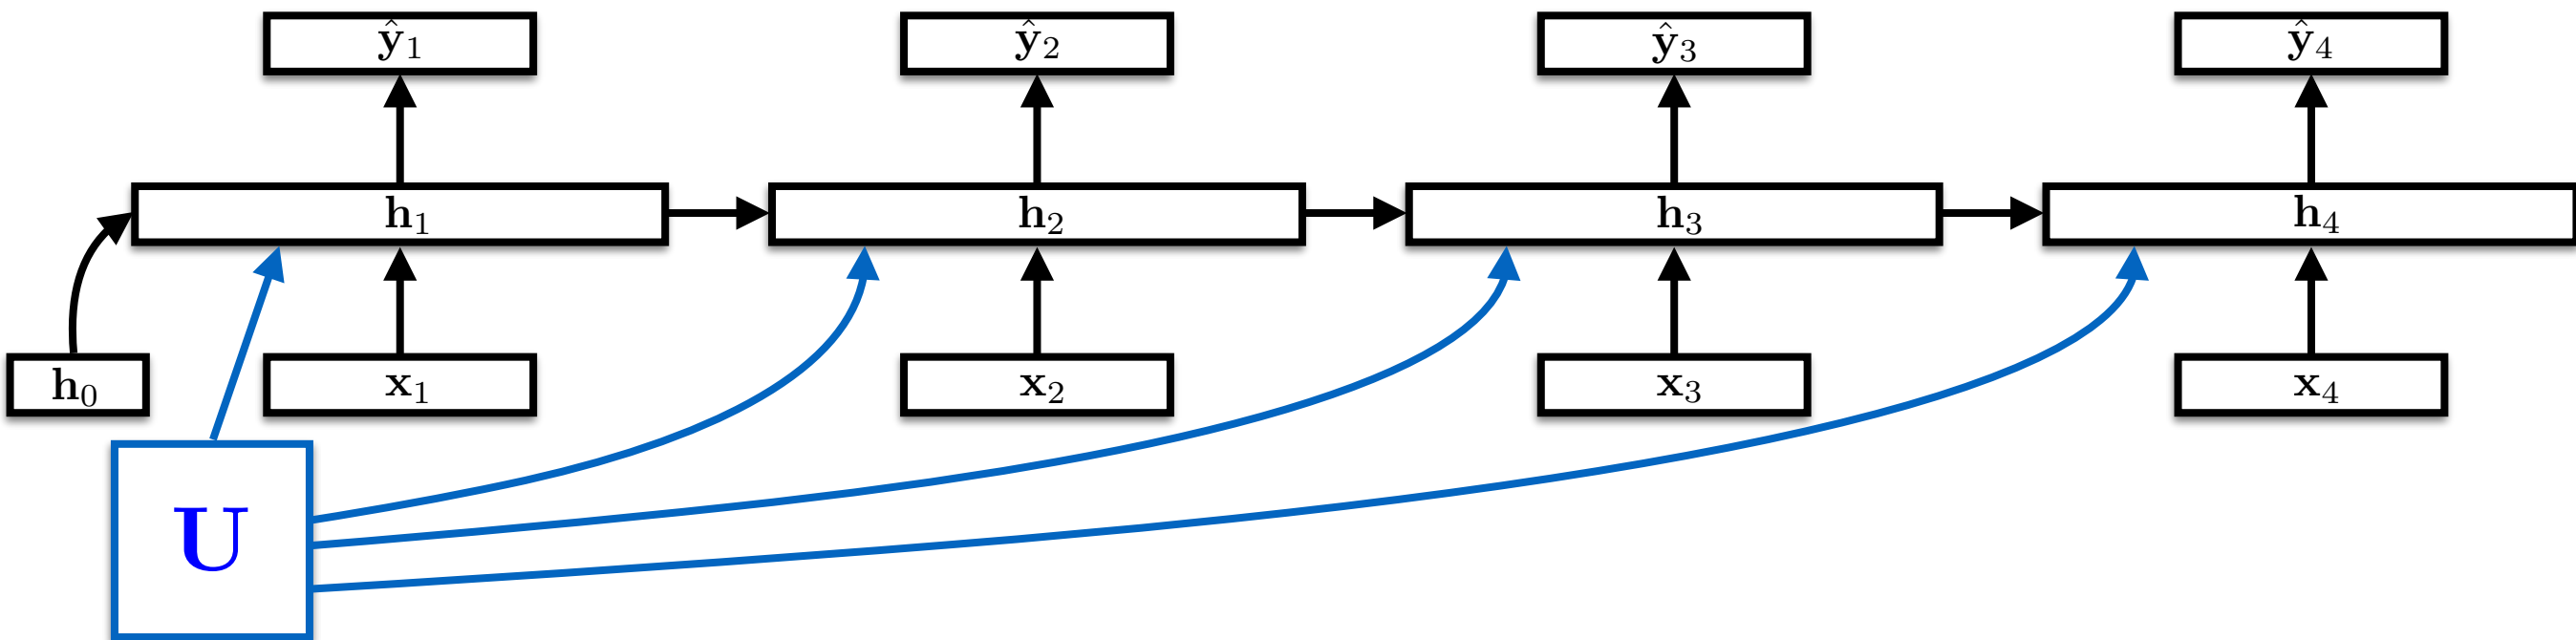 ŷ₁ ŷ₂ ŷ₃ ŷ₄
h₁ h₂ h₃ h₄
h₀ x₁ x₂ x₃ x₄
U